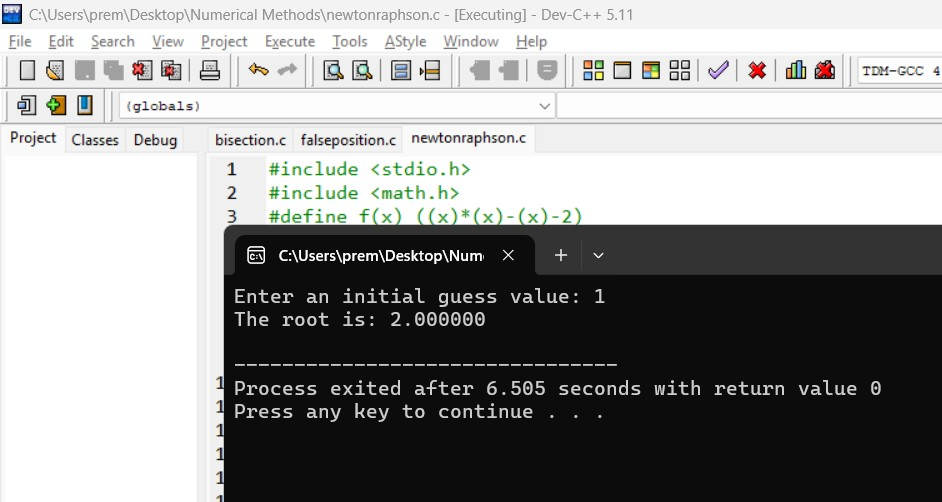 C:\Users\prem\Desktop\Numerical Methods\newtonraphson.c - [Executing] - Dev-C++ 5.11
File Edit Search View Project Execute Tools AStyle Window Help
TDM-GCC 4
(globals)
Project Classes Debug bisection.c falseposition.c newtonraphson.c
1 #include <stdio.h>
2 #include <math.h>
3 #define f(x) ((x)*(x)-(x)-2)
C:\Users\prem\Desktop\Num
Enter an initial guess value: 1
The root is: 2.000000
--------------------------------
1 Process exited after 6.505 seconds with return value 0
1 Press any key to continue . . .
1
1
1
1